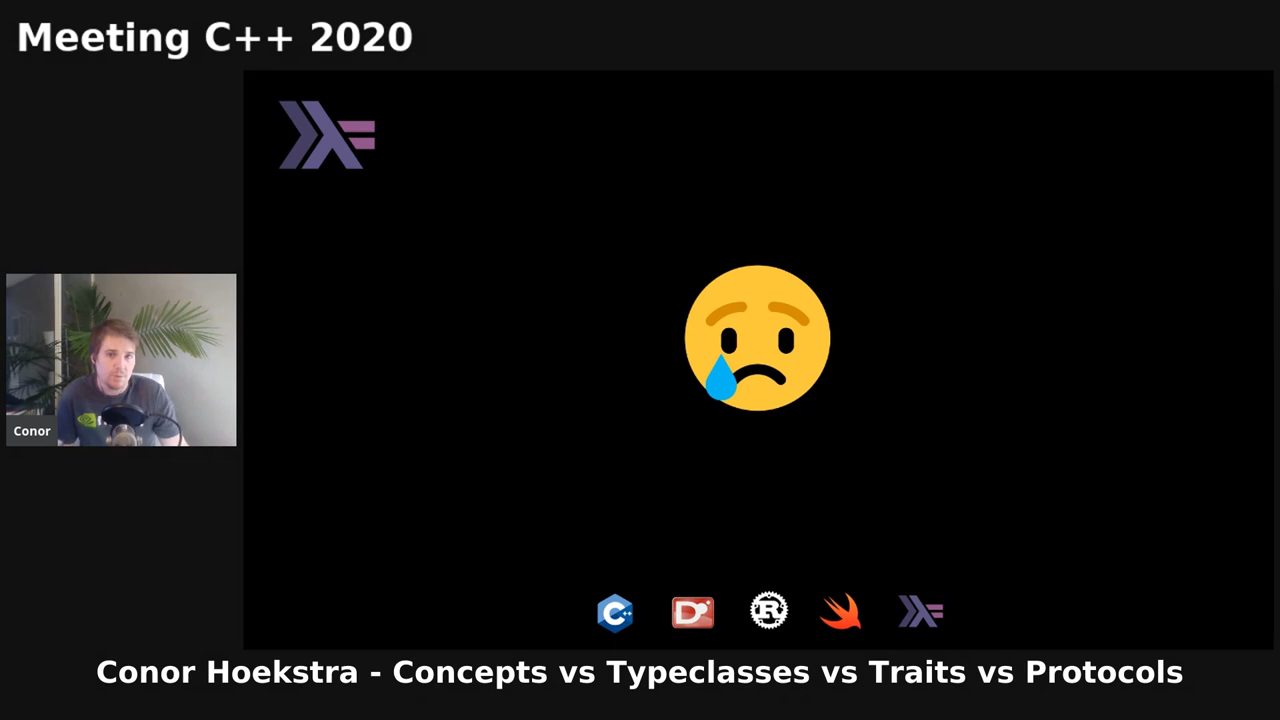 Meeting C++ 2020
Conor
C++
D
R
Conor Hoekstra - Concepts vs Typeclasses vs Traits vs Protocols